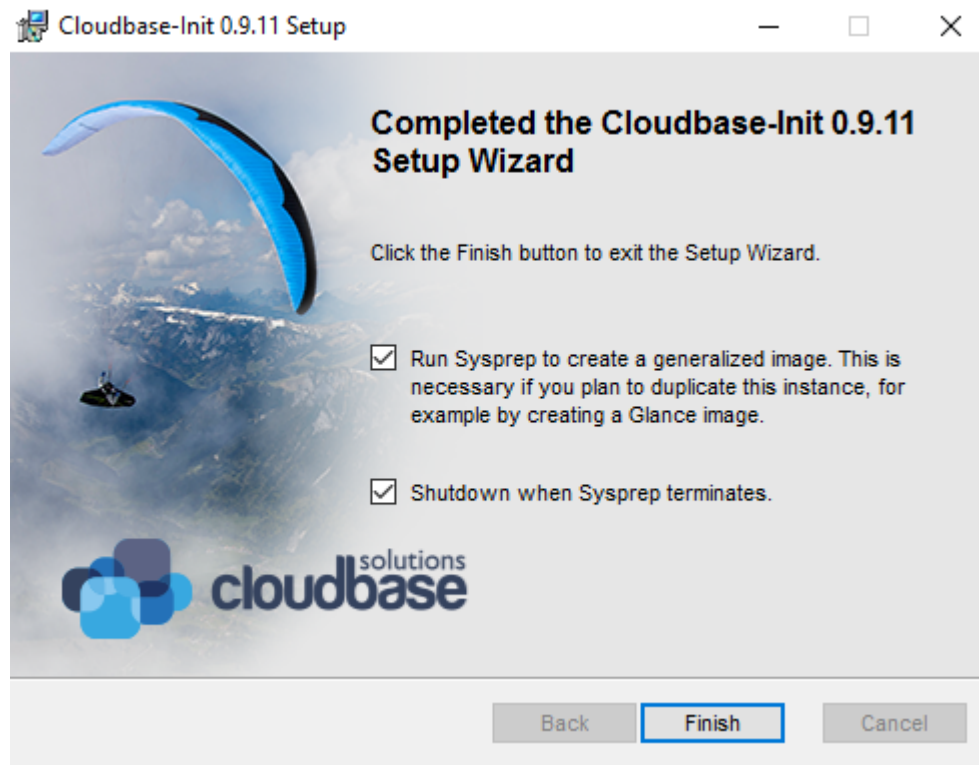 Cloudbase-Init 0.9.11 Setup
Completed the Cloudbase-Init 0.9.11
Setup Wizard
Click the Finish button to exit the Setup Wizard.
Run Sysprep to create a generalized image. This is
necessary if you plan to duplicate this instance, for
example by creating a Glance image.
Shutdown when Sysprep terminates.
solutions
cloudbase
Back
Finish
Cancel